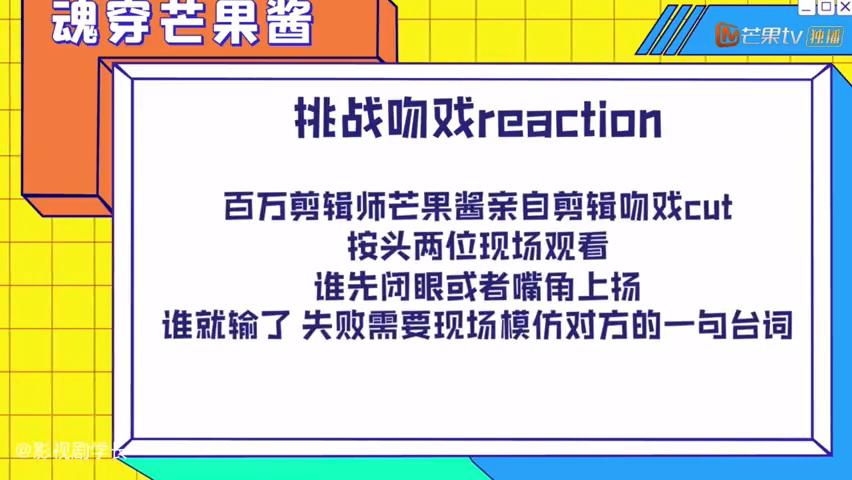 魂穿芒果酱
芒果tv 独播
挑战吻戏reaction
百万剪辑师芒果酱亲自剪辑吻戏cut
按头两位现场观看
谁先闭眼或者嘴角上扬
谁就输了 失败需要现场模仿对方的一句台词
@影视剧学长